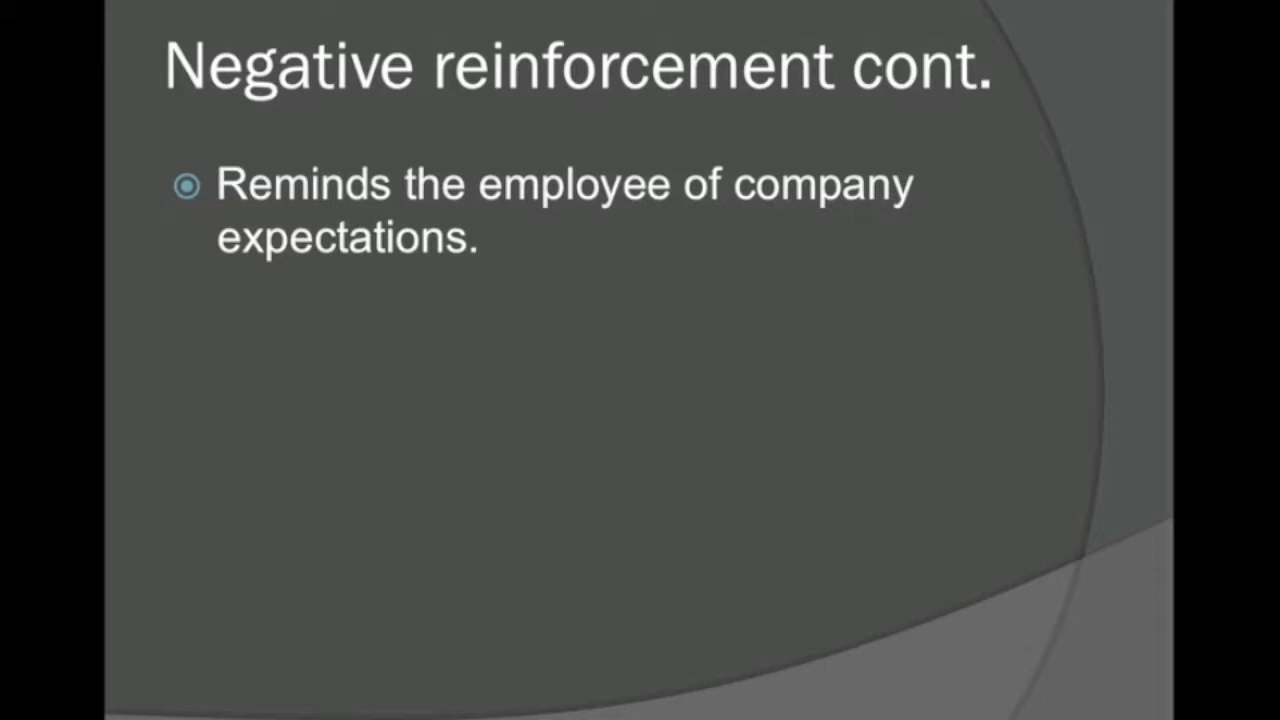 Negative reinforcement cont.
Reminds the employee of company
expectations.